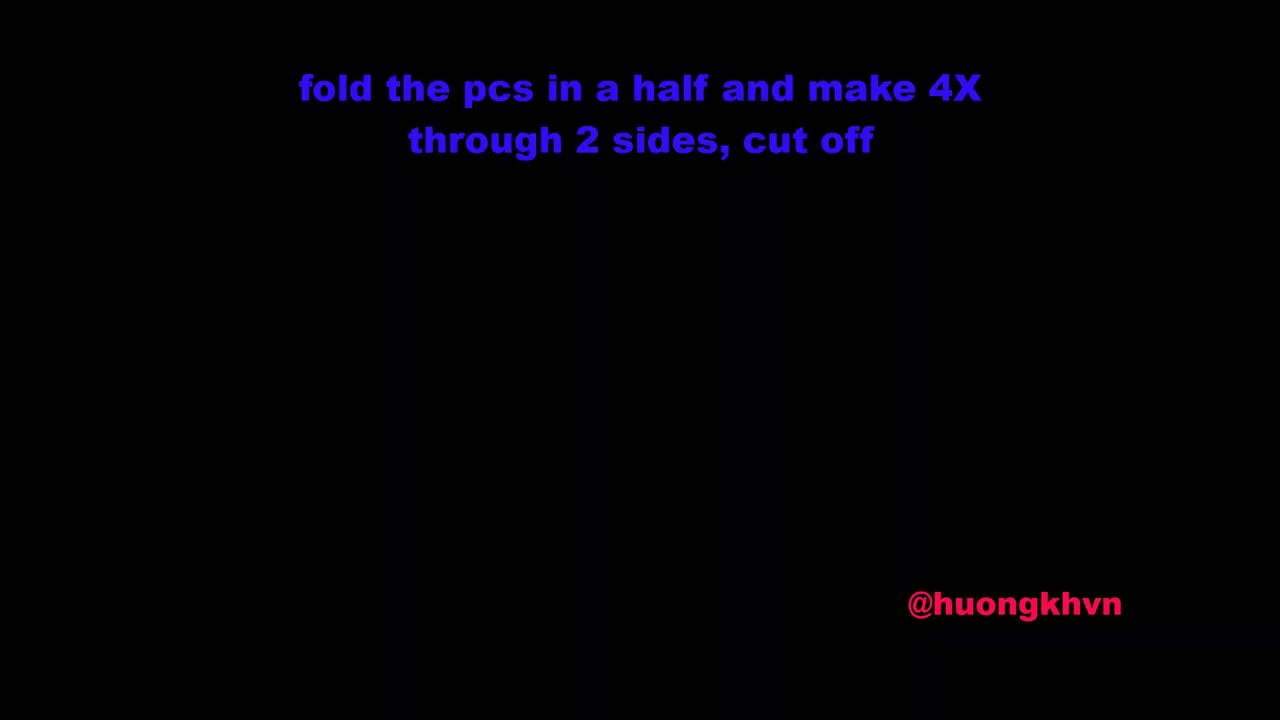 fold the pcs in a half and make 4X
through 2 sides, cut off
@huongkhvn